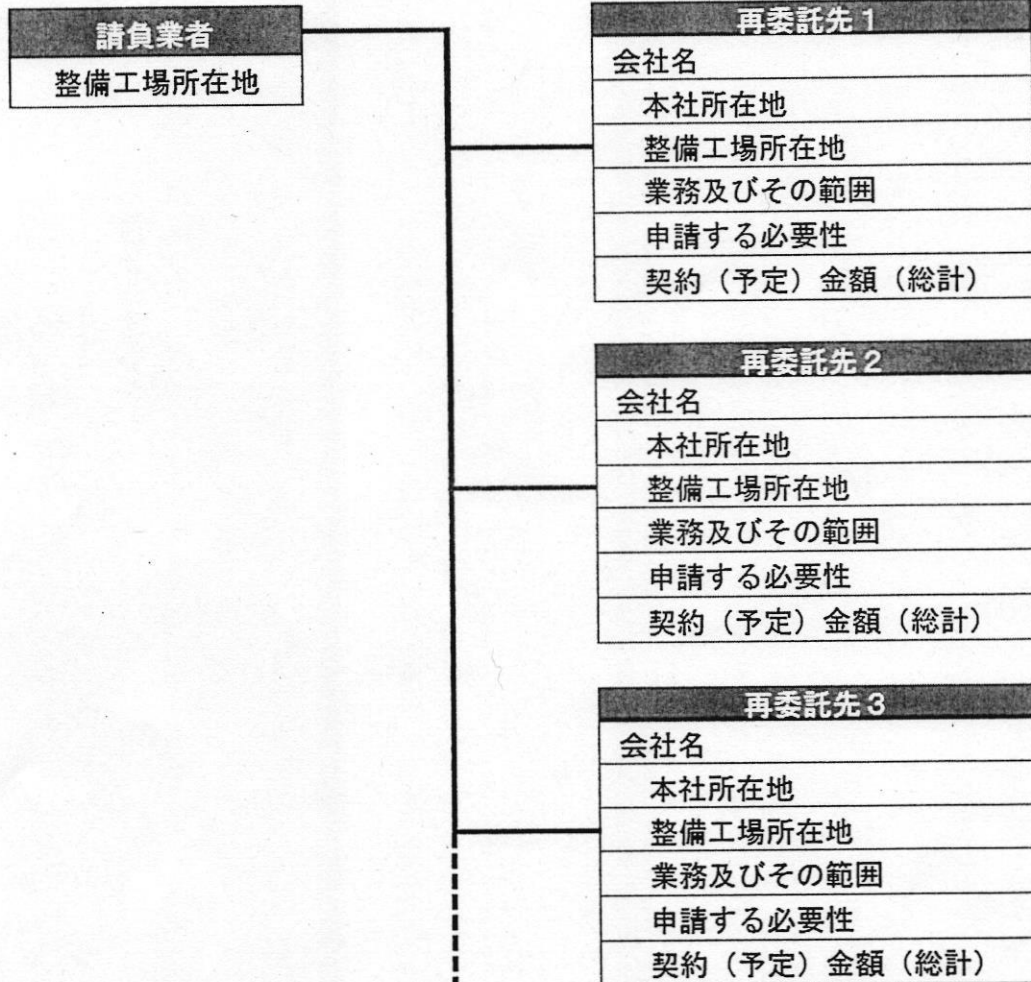 請負業者
整備工場所在地
再委託先1
会社名
本社所在地
整備工場所在地
業務及びその範囲
申請する必要性
契約（予定）金額（総計）
再委託先2
会社名
本社所在地
整備工場所在地
業務及びその範囲
申請する必要性
契約（予定）金額（総計）
再委託先3
会社名
本社所在地
整備工場所在地
業務及びその範囲
申請する必要性
契約（予定）金額（総計）